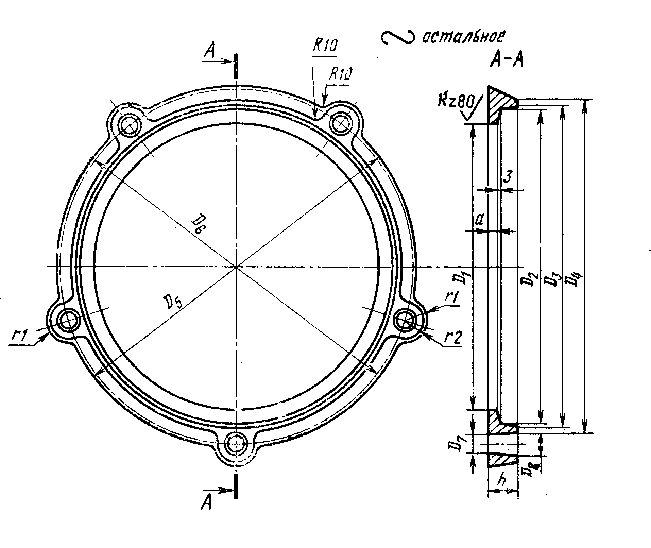 остальное
А-А
А
R10
R10
Rz80
3
a
D6
D5
D1
D2
D3
D4
r1
r1
r2
D7
D8
h
А